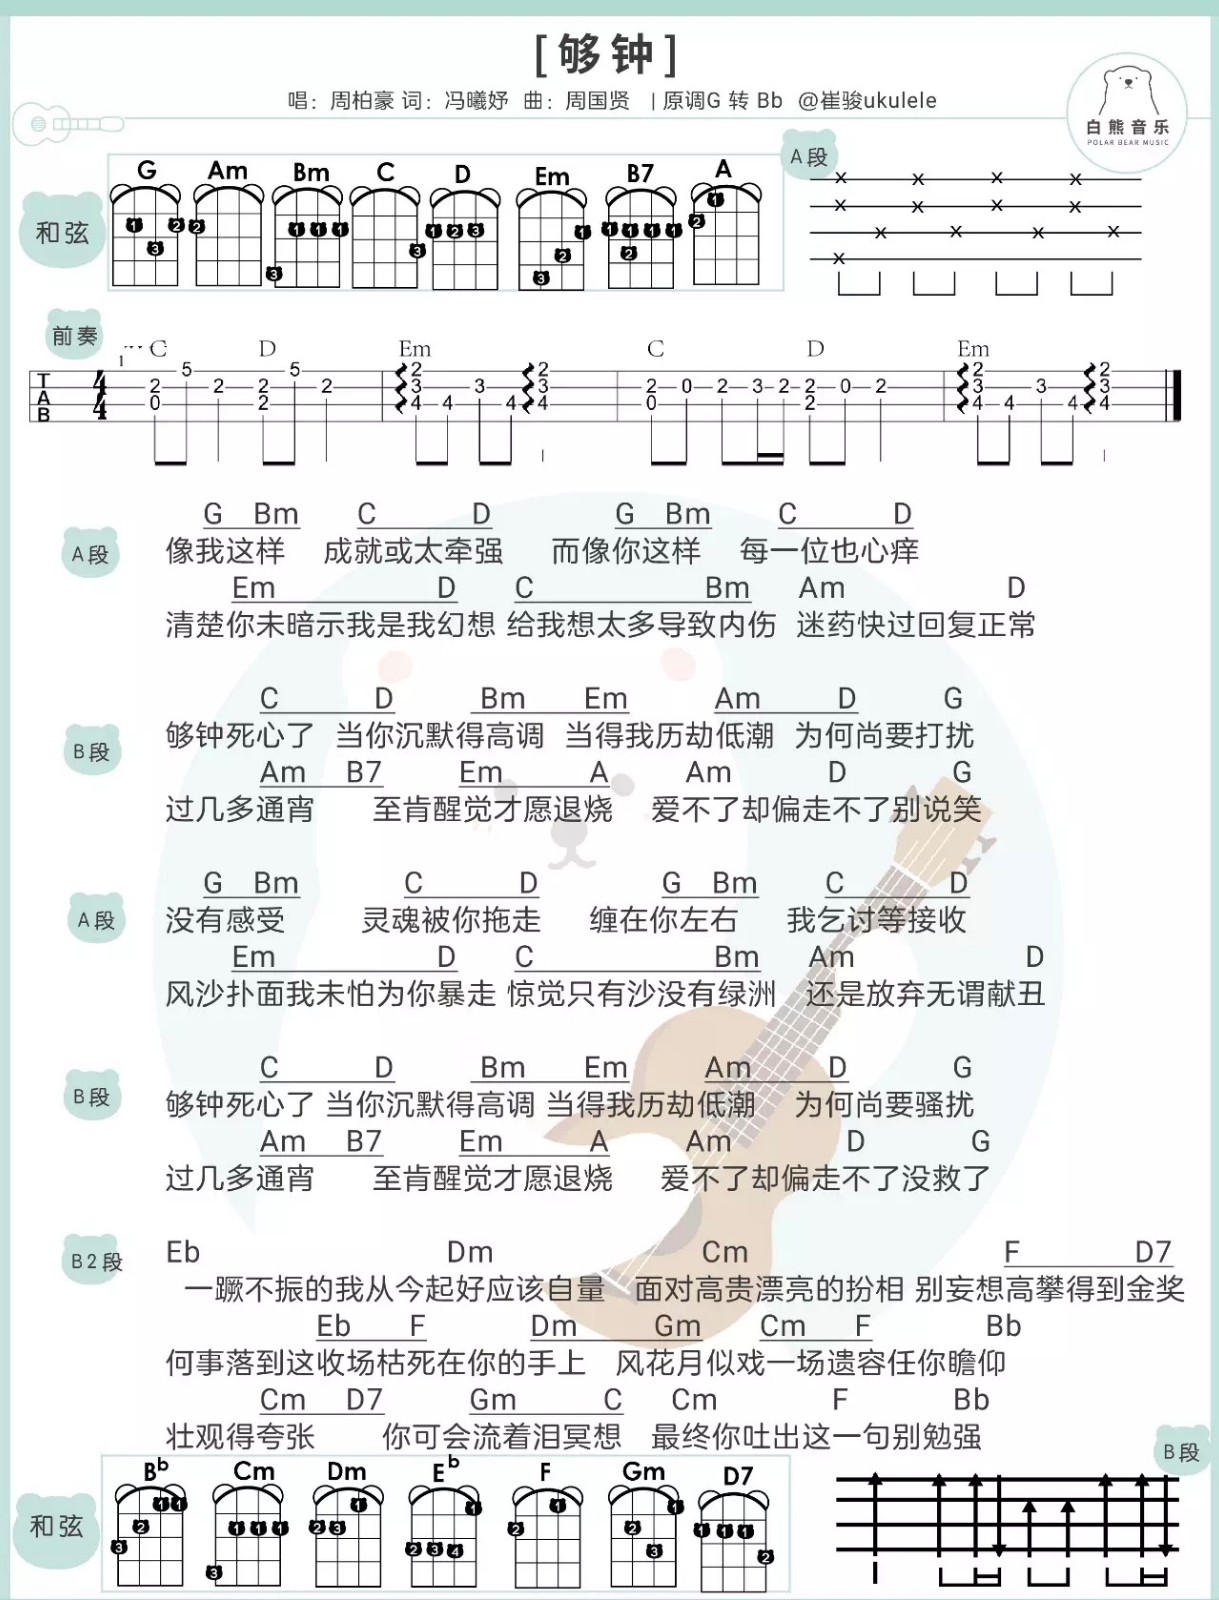 [够钟]
唱：周柏豪 词：冯曦妤 曲：周国贤 | 原调G 转 Bb @崔骏ukulele
白熊音乐
POLAR BEAR MUSIC
和弦
G Am Bm C D Em B7 A
A段
前奏
C D Em C D Em
G Bm C D G Bm C D
A段
像我这样 成就或太牵强 而像你这样 每一位也心痒
Em D C Bm Am D
清楚你未暗示我是我幻想 给我想太多导致内伤 迷药快过回复正常
C D Bm Em Am D G
B段
够钟死心了 当你沉默得高调 当得我历劫低潮 为何尚要打扰
Am B7 Em A Am D G
过几多通宵 至肯醒觉才愿退烧 爱不了却偏走不了别说笑
G Bm C D G Bm C D
A段
没有感受 灵魂被你拖走 缠在你左右 我乞讨等接收
Em D C Bm Am D
风沙扑面我未怕为你暴走 惊觉只有沙没有绿洲 还是放弃无谓献丑
C D Bm Em Am D G
B段
够钟死心了 当你沉默得高调 当得我历劫低潮 为何尚要骚扰
Am B7 Em A Am D G
过几多通宵 至肯醒觉才愿退烧 爱不了却偏走不了没救了
B2段
Eb Dm Cm F D7
一蹶不振的我从今起好应该自量 面对高贵漂亮的扮相 别妄想高攀得到金奖
Eb F Dm Gm Cm F Bb
何事落到这收场枯死在你的手上 风花月似戏一场遗容任你瞻仰
Cm D7 Gm C Cm F Bb
壮观得夸张 你可会流着泪冥想 最终你吐出这一句别勉强
B段
和弦
Bb Cm Dm Eb F Gm D7